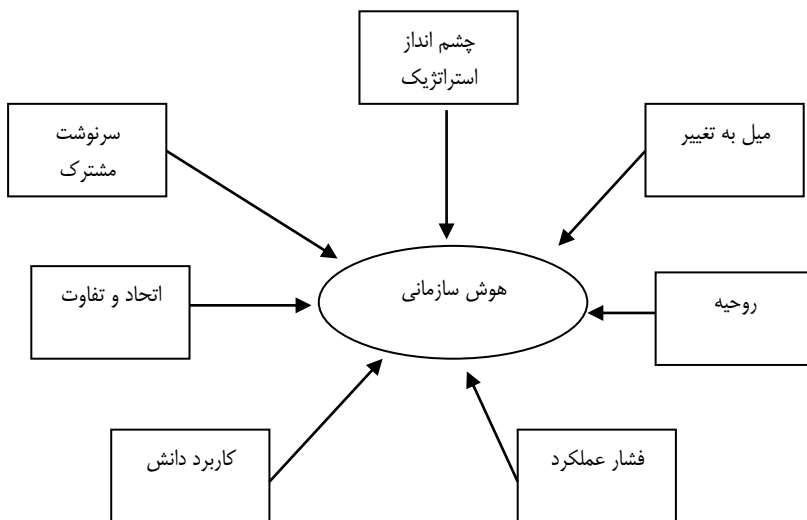 چشم انداز
استراتژیک
میل به تغییر
سرنوشت
مشترک
هوش سازمانی
روحیه
اتحاد و تفاوت
فشار عملکرد
کاربرد دانش